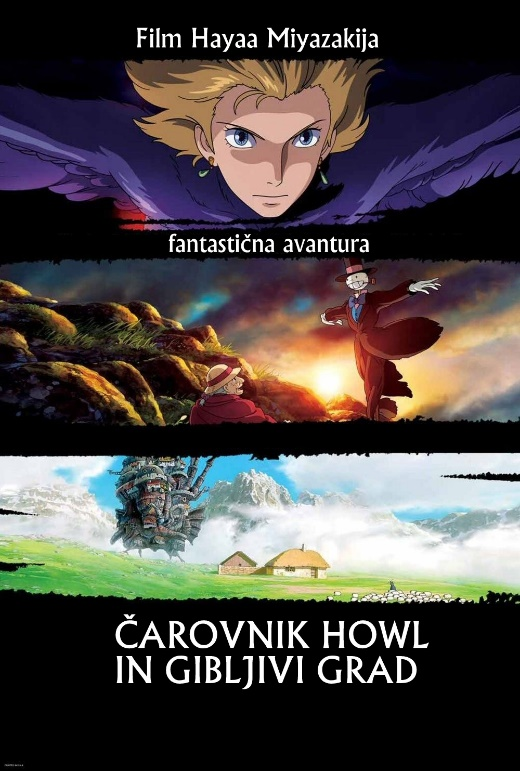 Film Hayaa Miyazakija
fantastična avantura
ČAROVNIK HOWL
IN GIBLJIVI GRAD